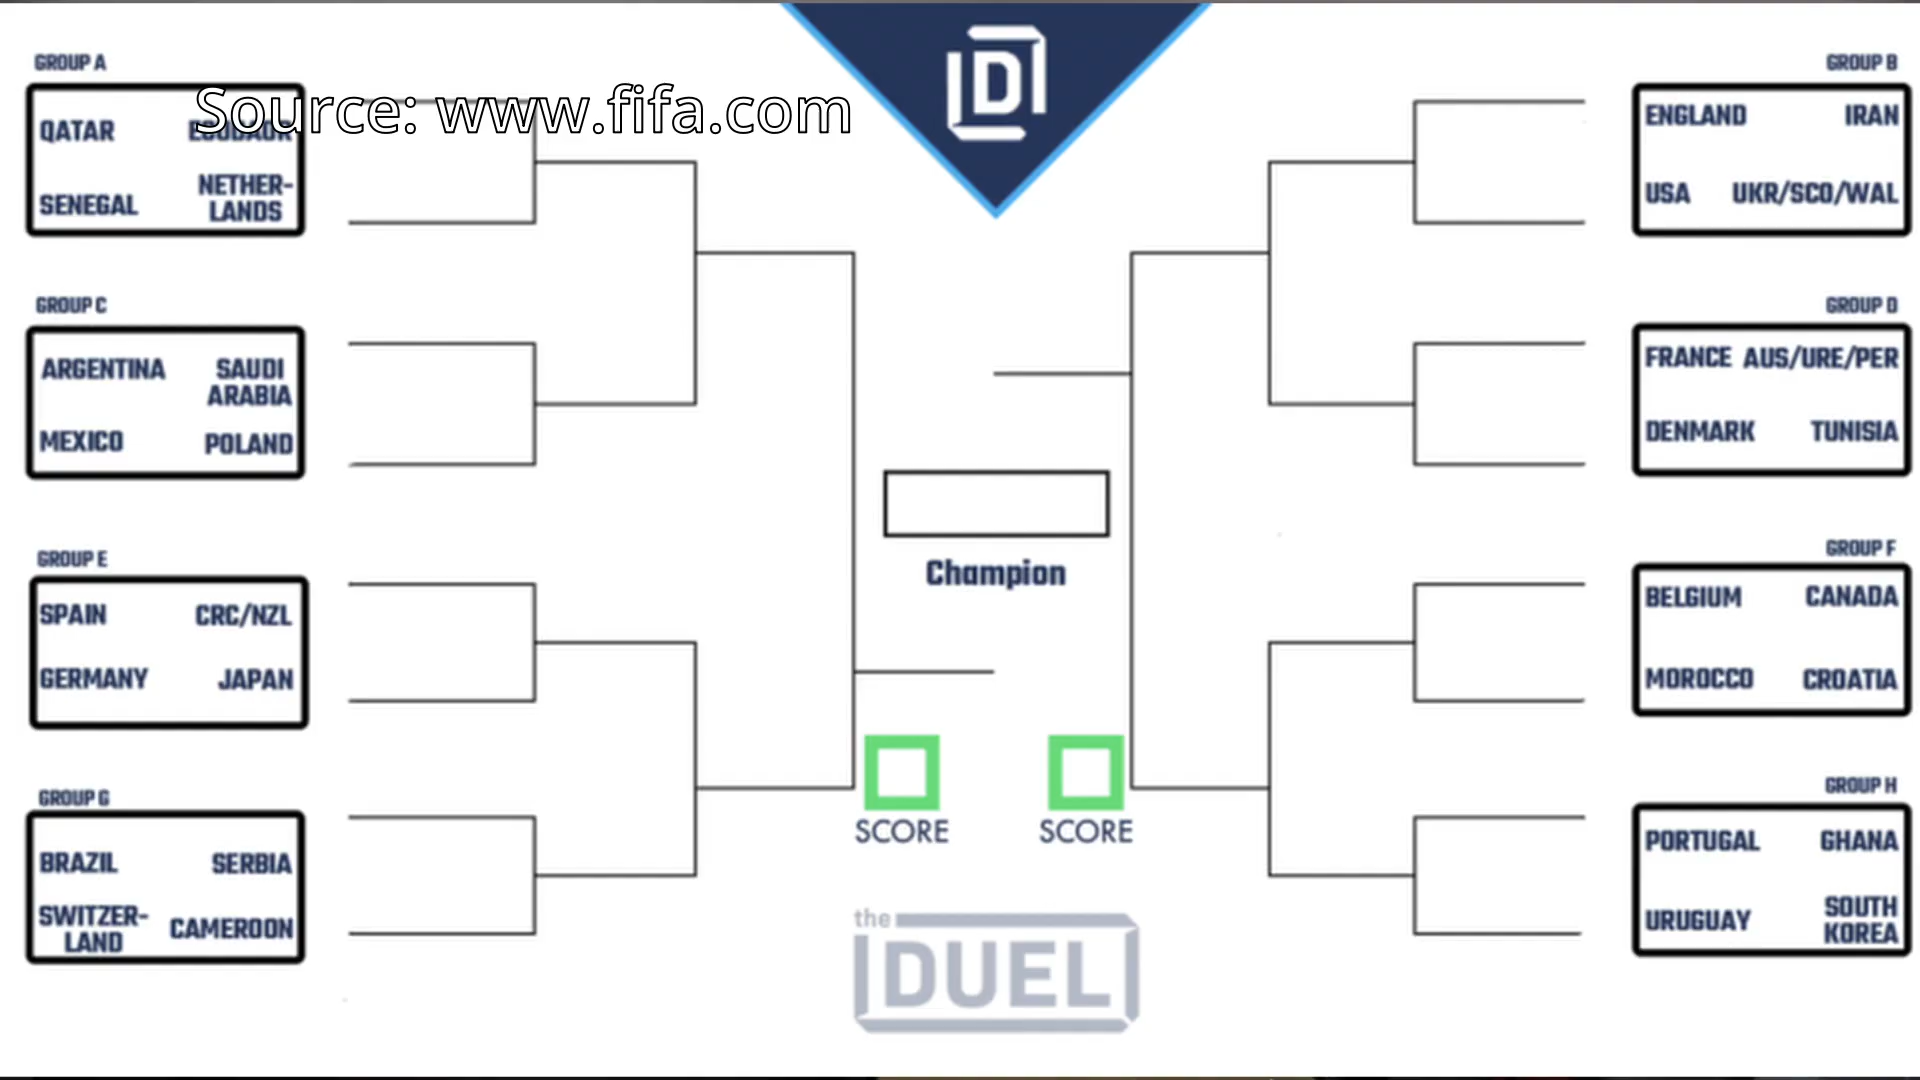 GROUP A
QATAR
ECUDAOR
SENEGAL
NETHER-
LANDS
Source: www.fifa.com
GROUP C
ARGENTINA
SAUDI
ARABIA
MEXICO
POLAND
GROUP E
SPAIN
CRC/NZL
GERMANY
JAPAN
GROUP G
BRAZIL
SERBIA
SWITZER-
LAND
CAMEROON
D
Champion
SCORE
SCORE
the
DUEL
GROUP B
ENGLAND
IRAN
USA
UKR/SCO/WAL
GROUP D
FRANCE
AUS/URE/PER
DENMARK
TUNISIA
GROUP F
BELGIUM
CANADA
MOROCCO
CROATIA
GROUP H
PORTUGAL
GHANA
URUGUAY
SOUTH
KOREA